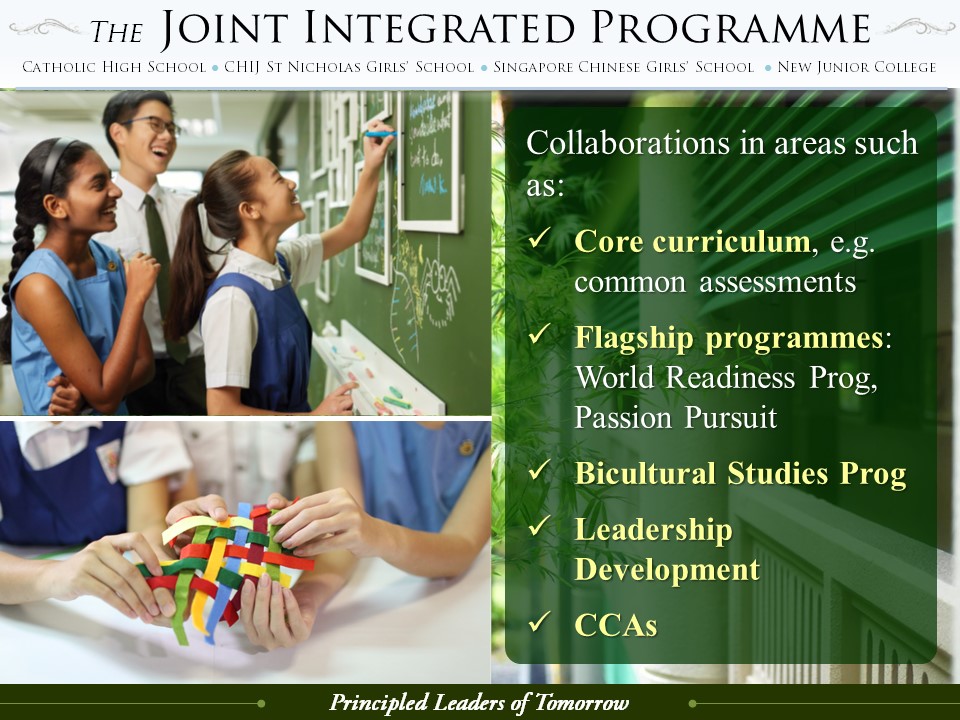 The Joint Integrated Programme
Catholic High School • CHIJ St Nicholas Girls' School • Singapore Chinese Girls' School • New Junior College
Collaborations in areas such
as:
✓ Core curriculum, e.g.
common assessments
✓ Flagship programmes:
World Readiness Prog,
Passion Pursuit
✓ Bicultural Studies Prog
✓ Leadership
Development
✓ CCAs
Principled Leaders of Tomorrow